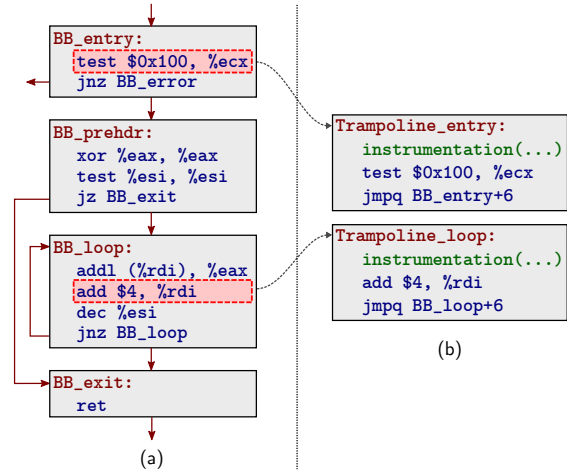 BB_entry:
test $0x100, %ecx
jnz BB_error
BB_prehdr:
xor %eax, %eax
test %esi, %esi
jz BB_exit
BB_loop:
addl (%rdi), %eax
add $4, %rdi
dec %esi
jnz BB_loop
BB_exit:
ret
(a)
Trampoline_entry:
instrumentation(...)
test $0x100, %ecx
jmpq BB_entry+6
Trampoline_loop:
instrumentation(...)
add $4, %rdi
jmpq BB_loop+6
(b)